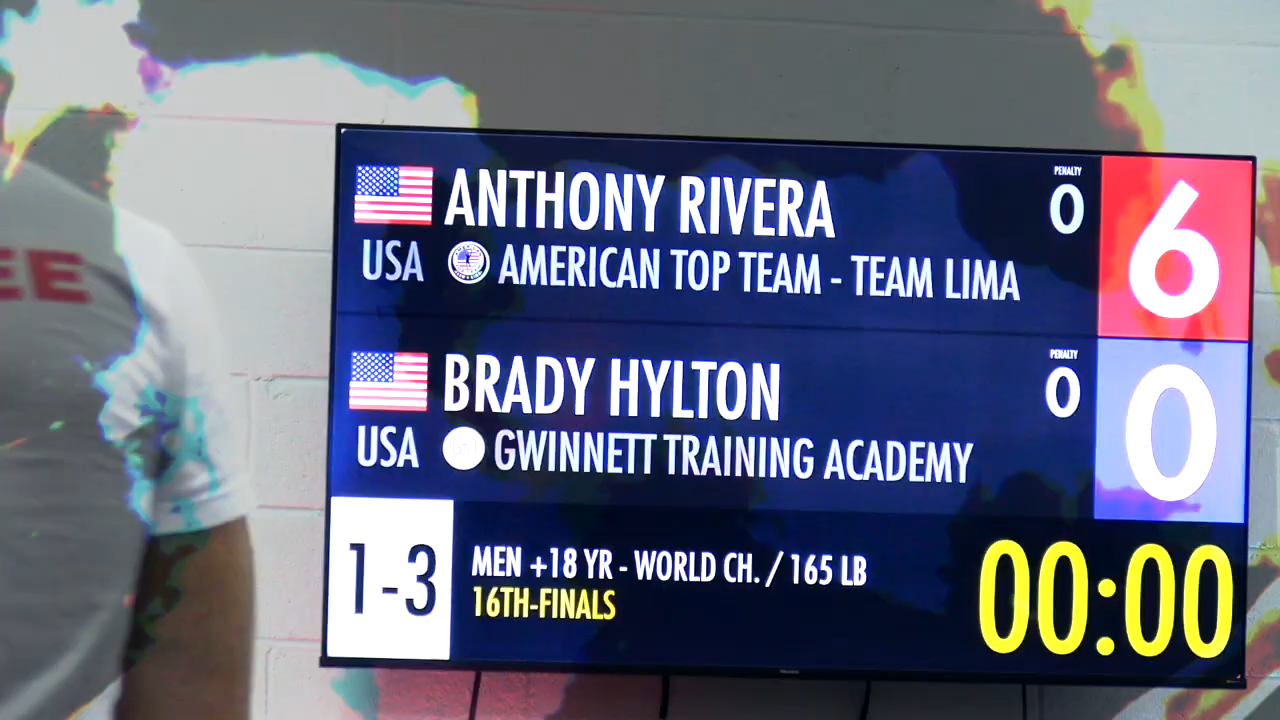 EE
ANTHONY RIVERA
PENALTY
0
6
USA
AMERICAN TOP TEAM - TEAM LIMA
BRADY HYLTON
PENALTY
0
0
USA
GWINNETT TRAINING ACADEMY
1-3
MEN +18 YR - WORLD CH. / 165 LB
16TH-FINALS
00:00